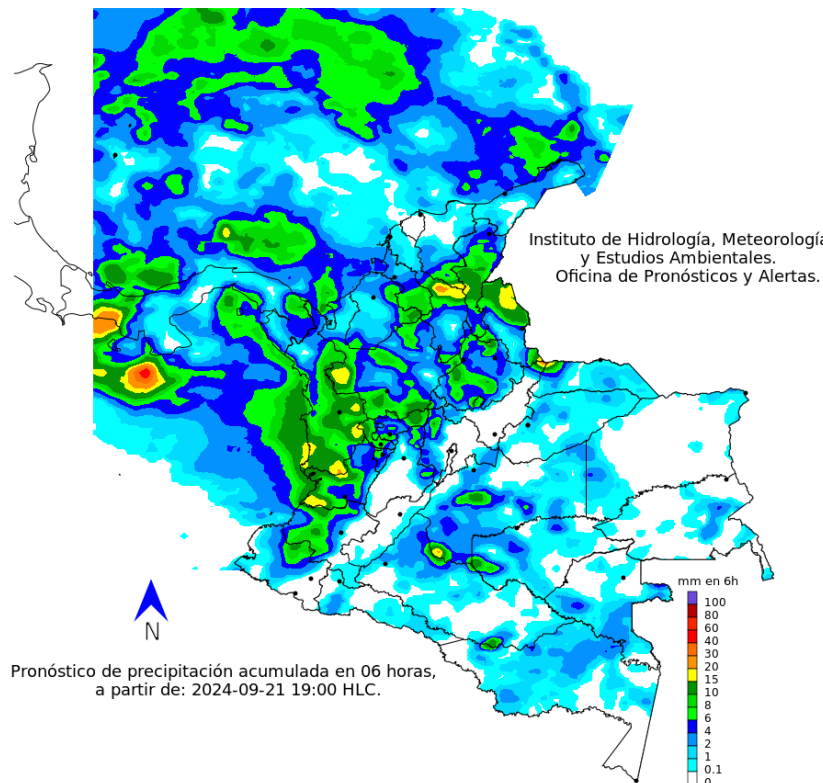 Instituto de Hidrología, Meteorología
y Estudios Ambientales.
Oficina de Pronósticos y Alertas.
mm en 6h
100
80
60
40
30
20
15
10
8
6
4
2
1
0.1
0
N
Pronóstico de precipitación acumulada en 06 horas,
a partir de: 2024-09-21 19:00 HLC.